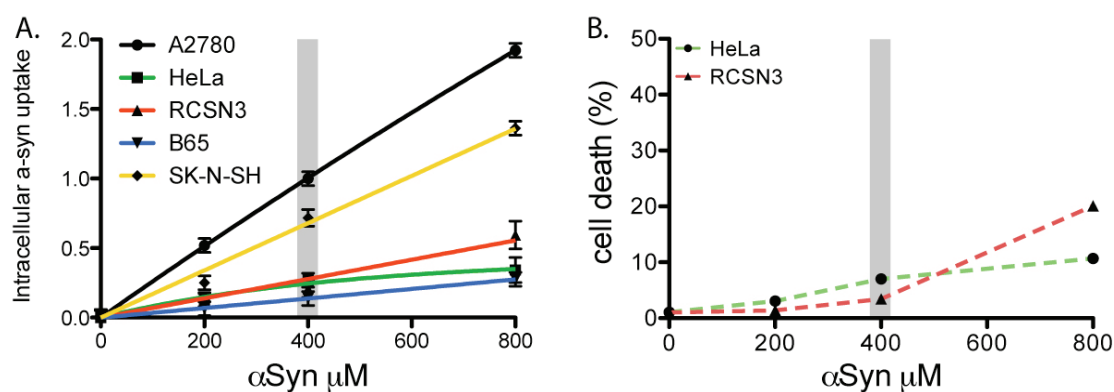 A.
Intracellular a-syn uptake
2.0
1.5
1.0
0.5
0.0
A2780
HeLa
RCSN3
B65
SK-N-SH
0 200 400 600 800
αSyn μM
B.
cell death (%)
50
40
30
20
10
0
HeLa
RCSN3
0 200 400 600 800
αSyn μM